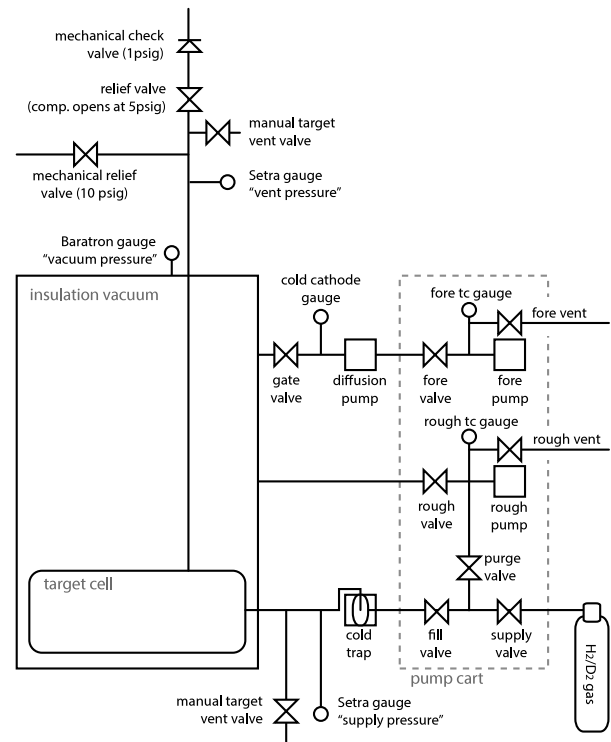 mechanical check
valve (1psig)
relief valve
(comp. opens at 5psig)
manual target
vent valve
mechanical relief
valve (10 psig)
Setra gauge
“vent pressure”
Baratron gauge
“vacuum pressure”
insulation vacuum
cold cathode
gauge
fore tc gauge
fore vent
gate
valve
diffusion
pump
fore
valve
fore
pump
rough tc gauge
rough vent
rough
valve
rough
pump
purge
valve
target cell
cold
trap
fill
valve
supply
valve
pump cart
H2/D2 gas
manual target
vent valve
Setra gauge
“supply pressure”